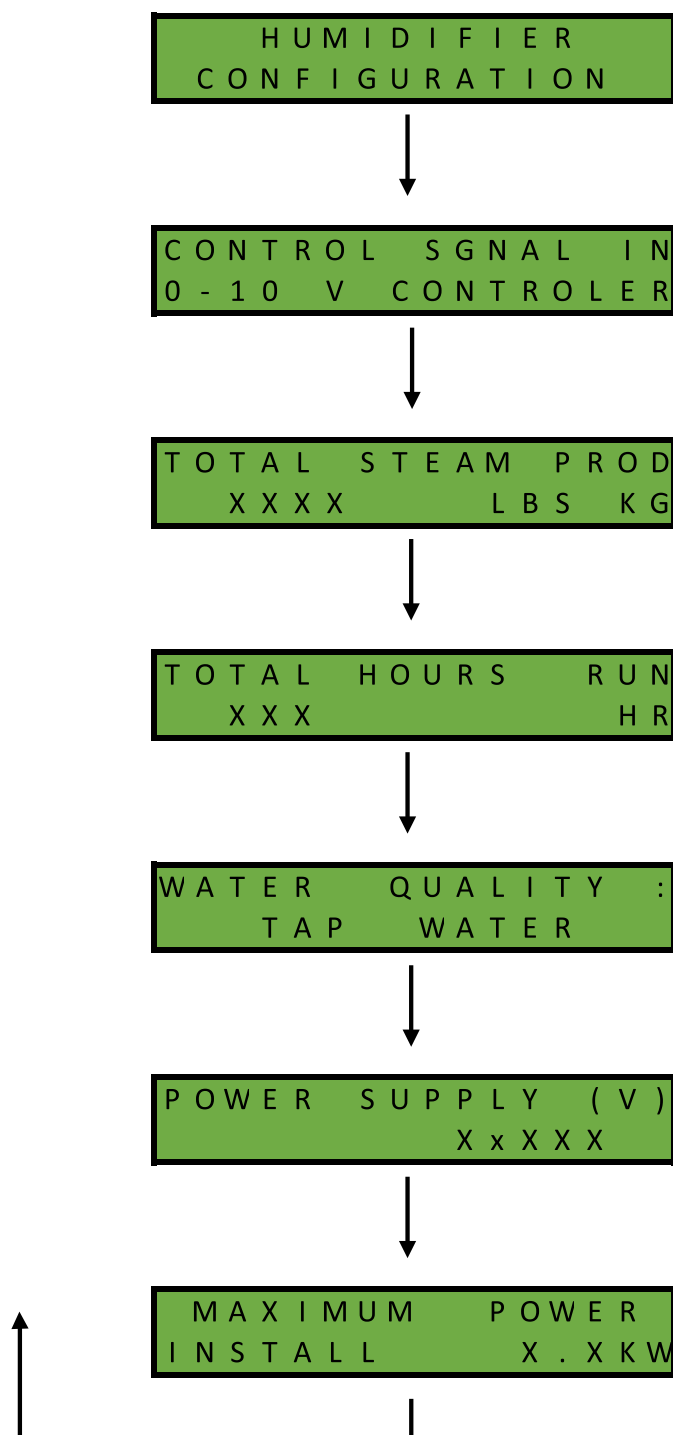 HUMIDIFIER
CONFIGURATION
CONTROL SGNAL IN
0-10 V CONTROLER
TOTAL STEAM PROD
XXXX LBS KG
TOTAL HOURS RUN
XXX HR
WATER QUALITY :
TAP WATER
POWER SUPPLY (V)
XxXXX
MAXIMUM POWER
INSTALL X.XKW